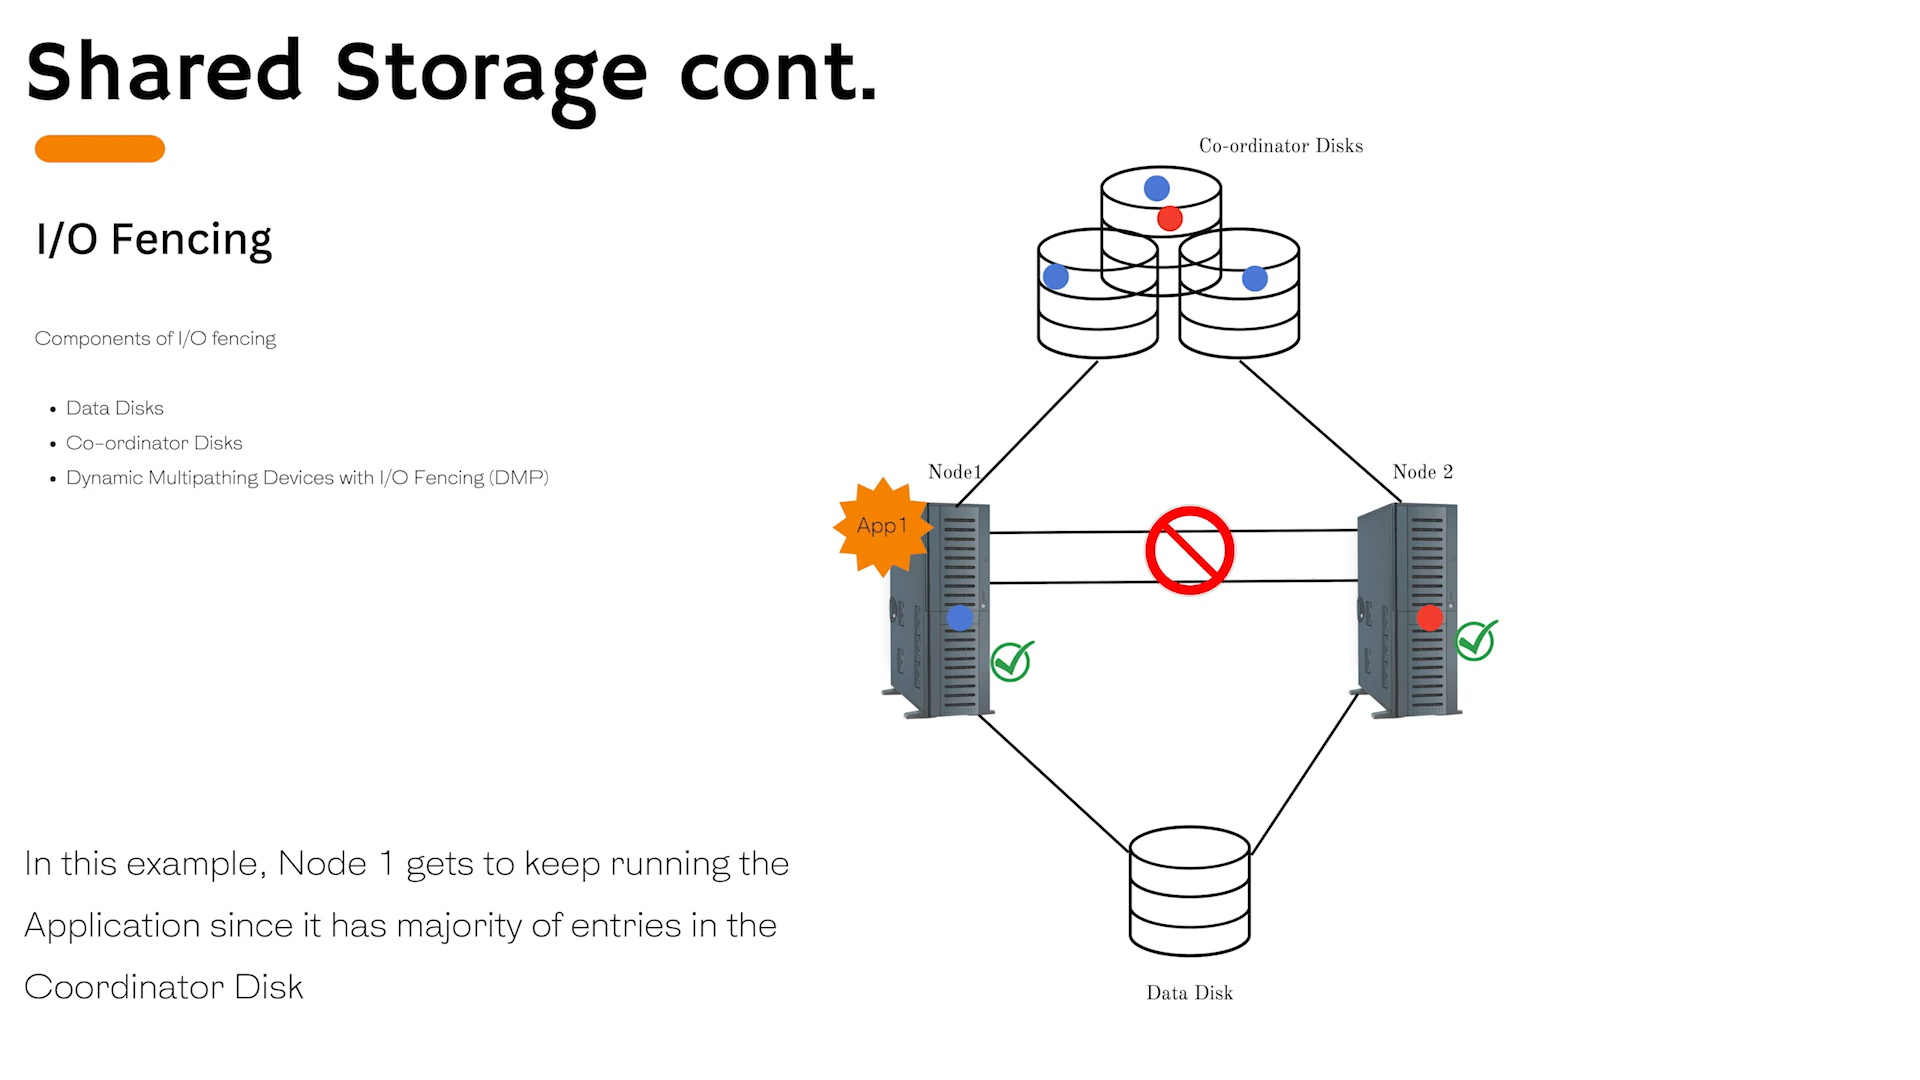 Shared Storage cont.
I/O Fencing
Components of I/O fencing
• Data Disks
• Co-ordinator Disks
• Dynamic Multipathing Devices with I/O Fencing (DMP)
In this example, Node 1 gets to keep running the
Application since it has majority of entries in the
Coordinator Disk
Co-ordinator Disks
Node1
Node 2
App1
Data Disk